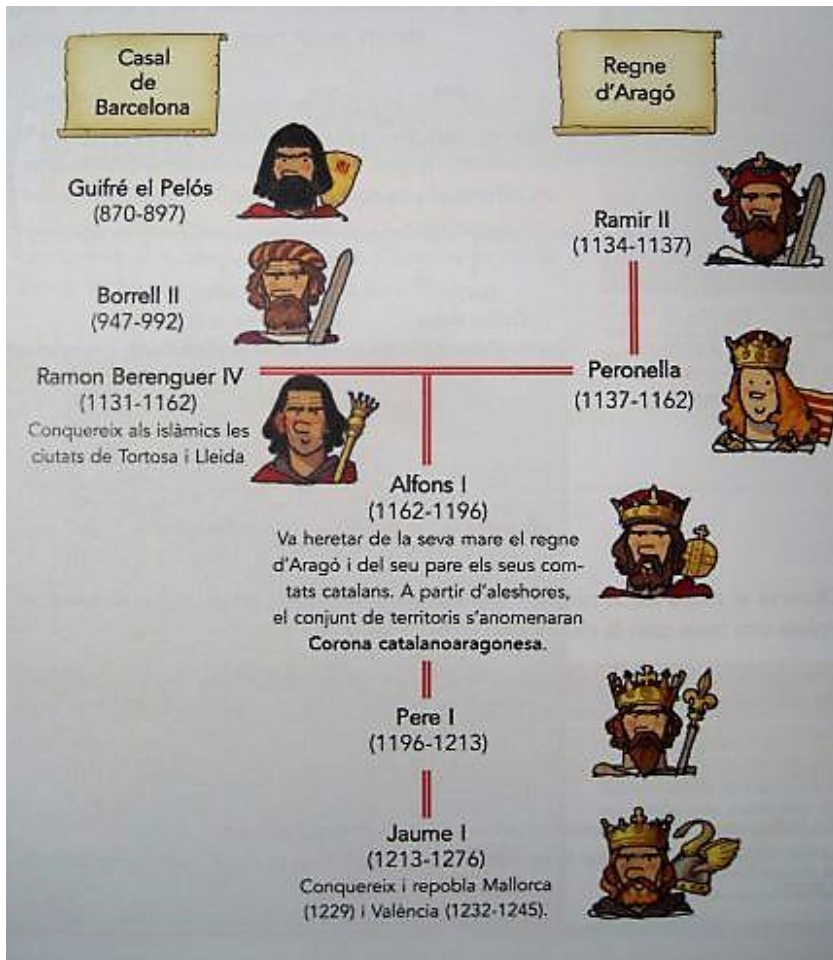 Casal
de
Barcelona
Regne
d'Aragó
Guifré el Pelós
(870-897)
Ramir II
(1134-1137)
Borrell II
(947-992)
Ramon Berenguer IV
(1131-1162)
Conquereix als islàmics les
ciutats de Tortosa i Lleida
Peronella
(1137-1162)
Alfons I
(1162-1196)
Va heretar de la seva mare el regne
d'Aragó i del seu pare els seus com-
tats catalans. A partir d'aleshores,
el conjunt de territoris s'anomenaran
Corona catalanoaragonesa.
Pere I
(1196-1213)
Jaume I
(1213-1276)
Conquereix i repobla Mallorca
(1229) i València (1232-1245).